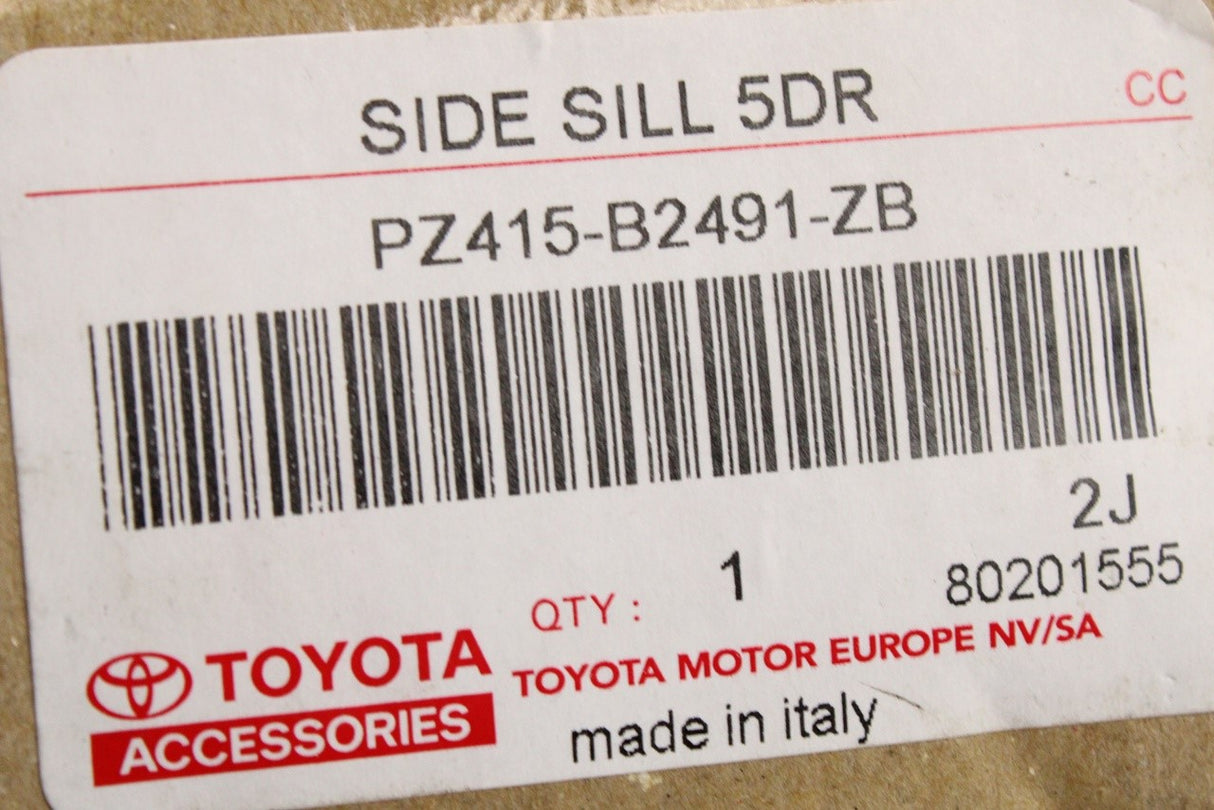 SIDE SILL 5DR
CC
PZ415-B2491-ZB
2J
QTY : 1
80201555
TOYOTA
ACCESSORIES
TOYOTA MOTOR EUROPE NV/SA
made in italy